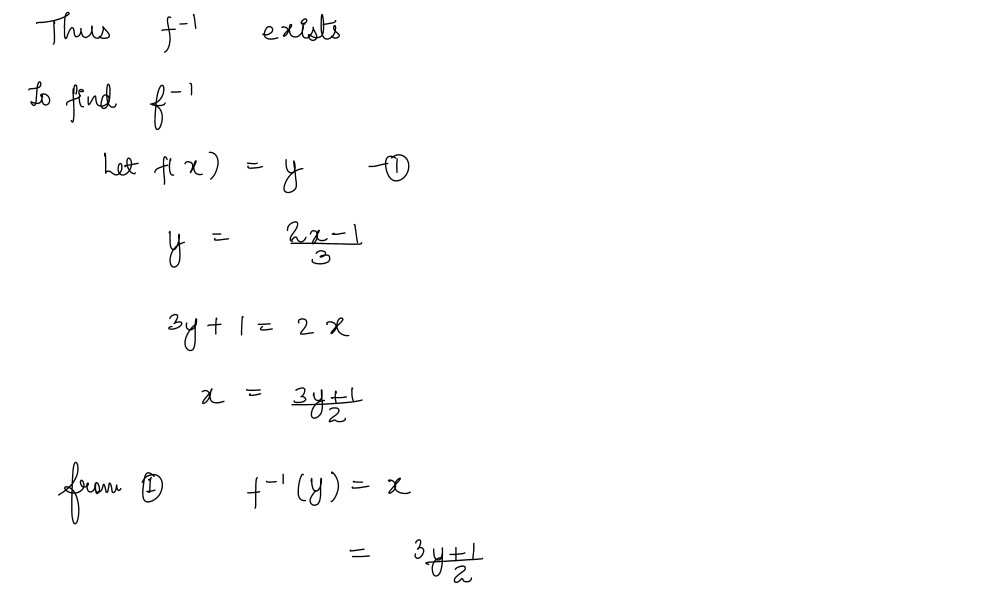 Thus f⁻¹ exists
To find f⁻¹
Let f(x) = y —①
y = (2x-1)/3
3y + 1 = 2x
x = (3y+1)/2
from ① f⁻¹(y) = x
= (3y+1)/2